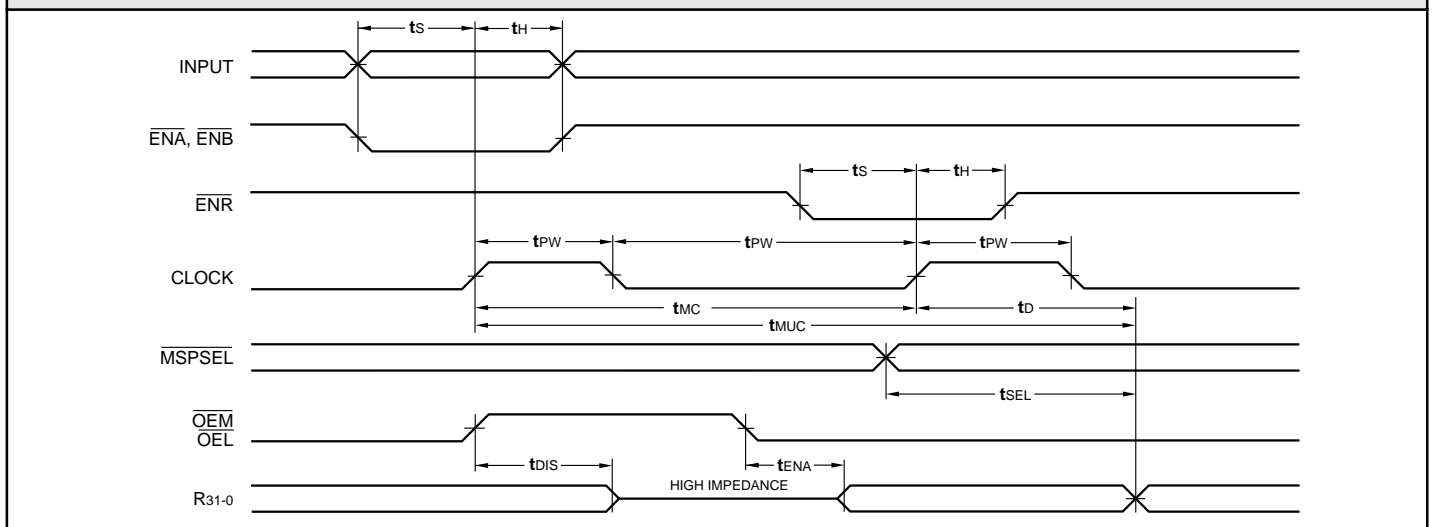 tS tH
INPUT
ENA, ENB
tS tH
ENR
tPW tPW tPW
CLOCK
tMC tD
tMUC
MSPSEL
tSEL
OEM
OEL
tDIS tENA
HIGH IMPEDANCE
R31-0